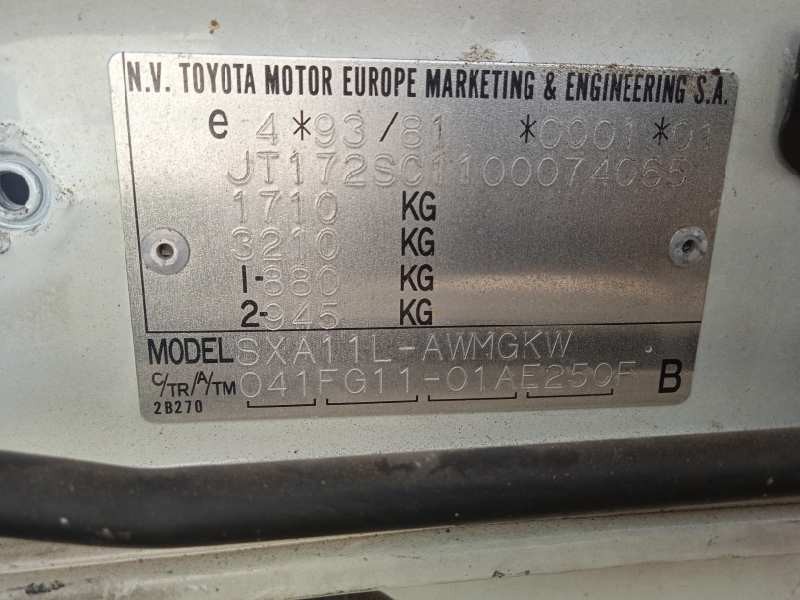 N.V. TOYOTA MOTOR EUROPE MARKETING & ENGINEERING S.A.
e 4*93/81 *0001*01
JT172SC1100074065
1710 KG
3210 KG
1-880 KG
2-945 KG
MODEL SXA11L-AWMGKW
C/TR/A/TM 041FG11-01AE250F B
2B270